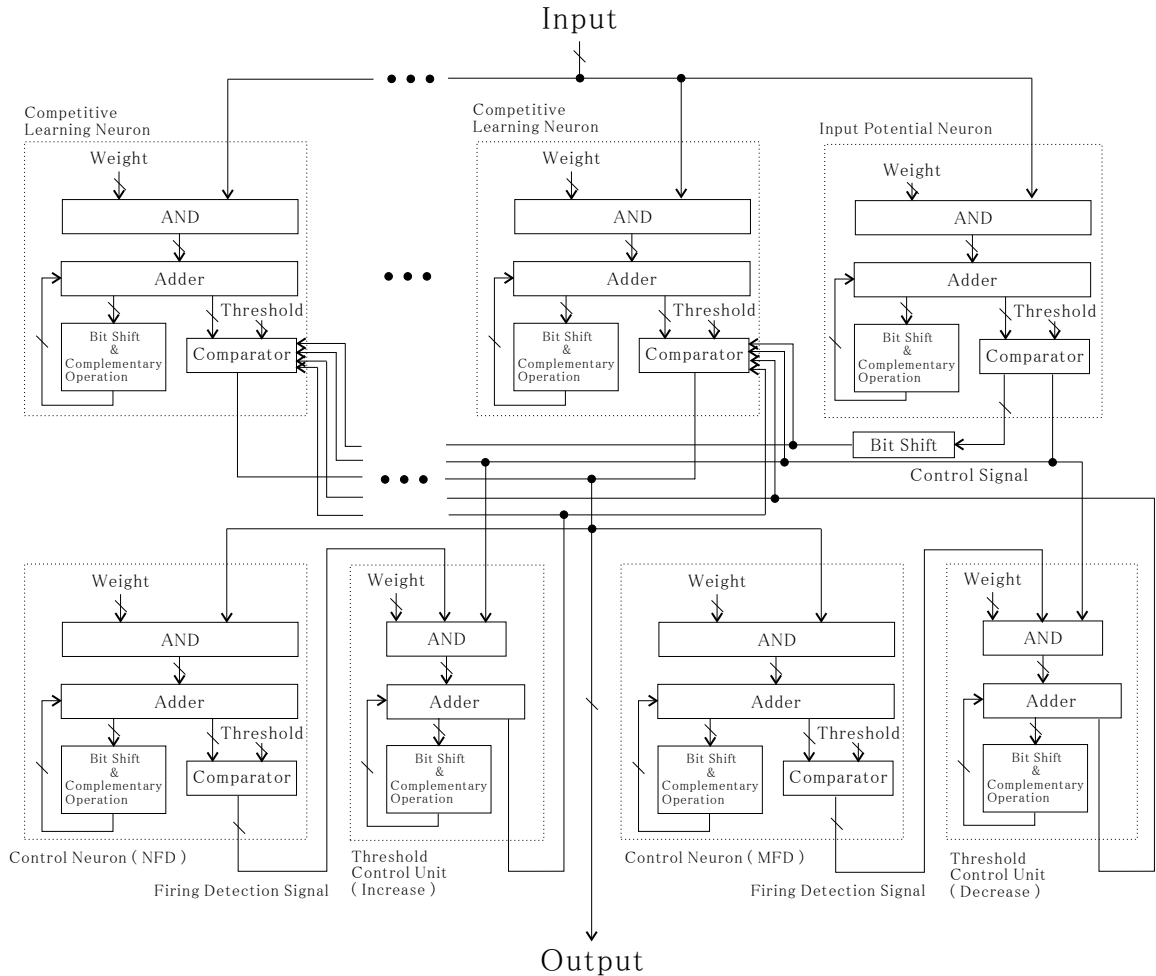 Input
Competitive
Learning Neuron
Weight
AND
Adder
Threshold
Bit Shift
&
Complementary
Operation
Comparator
Competitive
Learning Neuron
Weight
AND
Adder
Threshold
Bit Shift
&
Complementary
Operation
Comparator
Input Potential Neuron
Weight
AND
Adder
Threshold
Bit Shift
&
Complementary
Operation
Comparator
Bit Shift
Control Signal
Weight
AND
Adder
Threshold
Bit Shift
&
Complementary
Operation
Comparator
Control Neuron ( NFD )
Firing Detection Signal
Weight
AND
Adder
Bit Shift
&
Complementary
Operation
Threshold
Control Unit
( Increase )
Weight
AND
Adder
Threshold
Bit Shift
&
Complementary
Operation
Comparator
Control Neuron ( MFD )
Firing Detection Signal
Weight
AND
Adder
Bit Shift
&
Complementary
Operation
Threshold
Control Unit
( Decrease )
Output